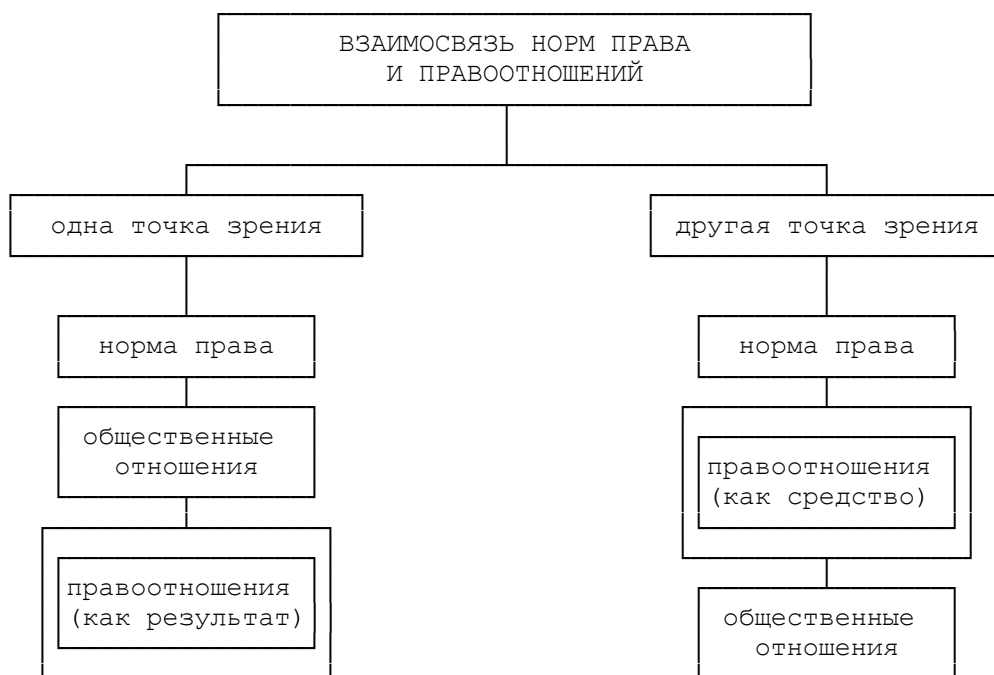 ВЗАИМОСВЯЗЬ НОРМ ПРАВА
И ПРАВООТНОШЕНИЙ
одна точка зрения
другая точка зрения
норма права
норма права
общественные
отношения
правоотношения
(как средство)
правоотношения
(как результат)
общественные
отношения